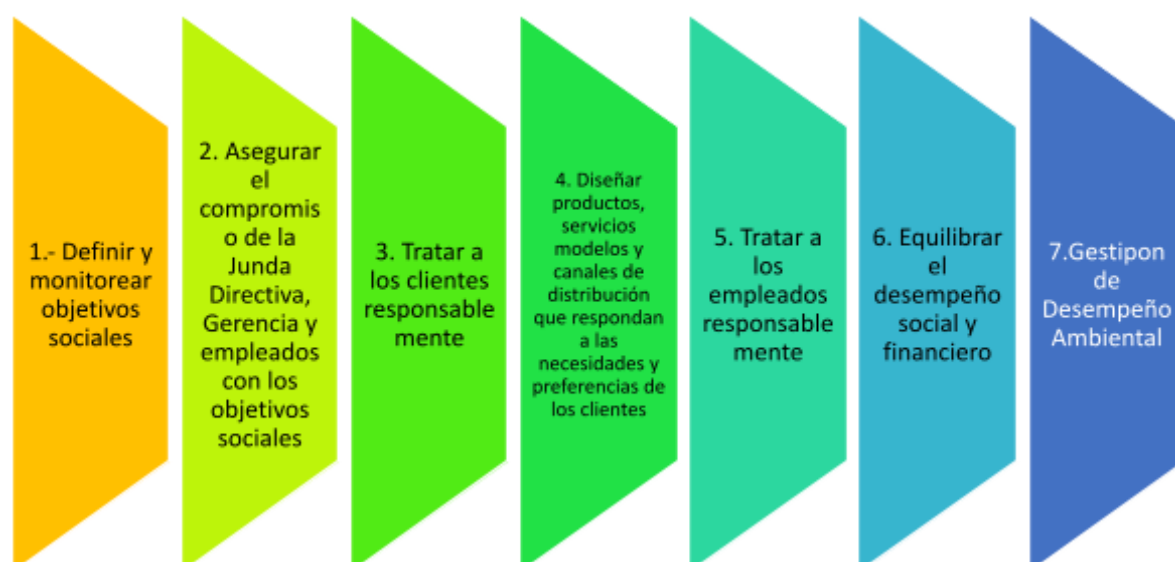 1.- Definir y
monitorear
objetivos
sociales
2. Asegurar
el
compromis
o de la
Junda
Directiva,
Gerencia y
empleados
con los
objetivos
sociales
3. Tratar a
los clientes
responsable
mente
4. Diseñar
productos,
servicios
modelos y
canales de
distribución
que respondan
a las
necesidades y
preferencias de
los clientes
5. Tratar a
los
empleados
responsable
mente
6. Equilibrar
el
desempeño
social y
financiero
7.Gestipon
de
Desempeño
Ambiental